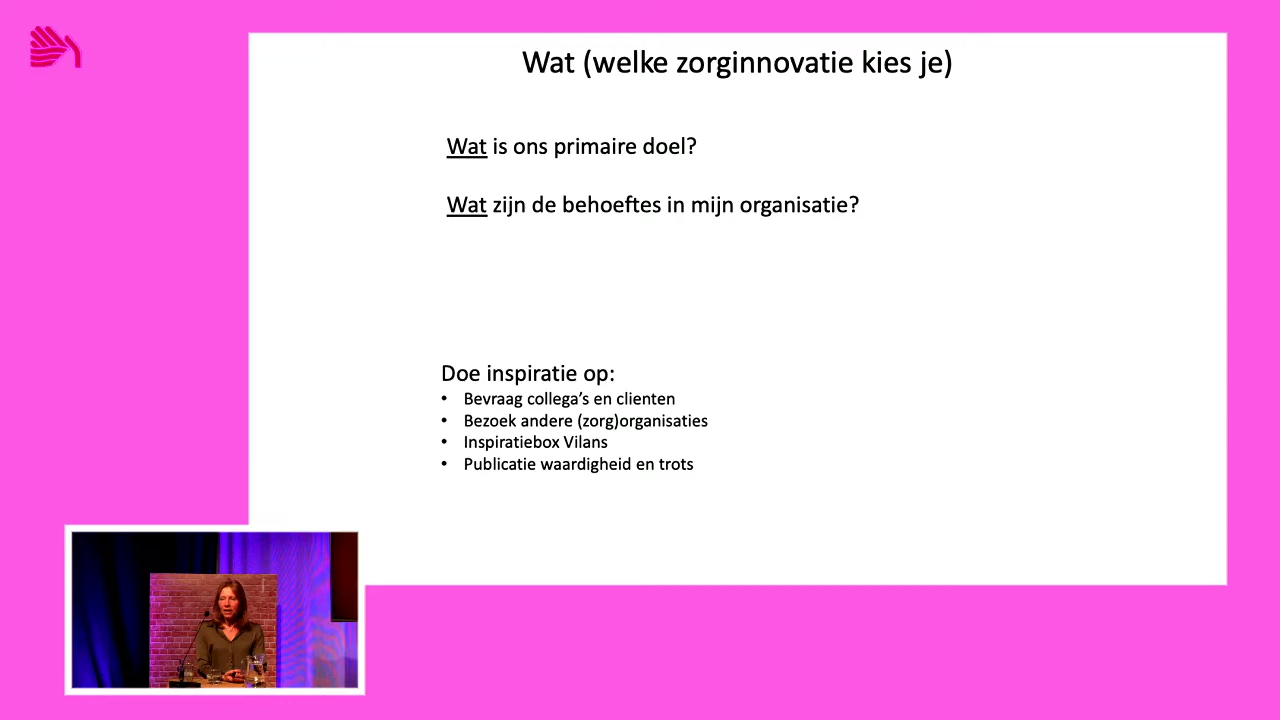 Wat (welke zorginnovatie kies je)
Wat is ons primaire doel?
Wat zijn de behoeftes in mijn organisatie?
Doe inspiratie op:
• Bevraag collega’s en clienten
• Bezoek andere (zorg)organisaties
• Inspiratiebox Vilans
• Publicatie waardigheid en trots